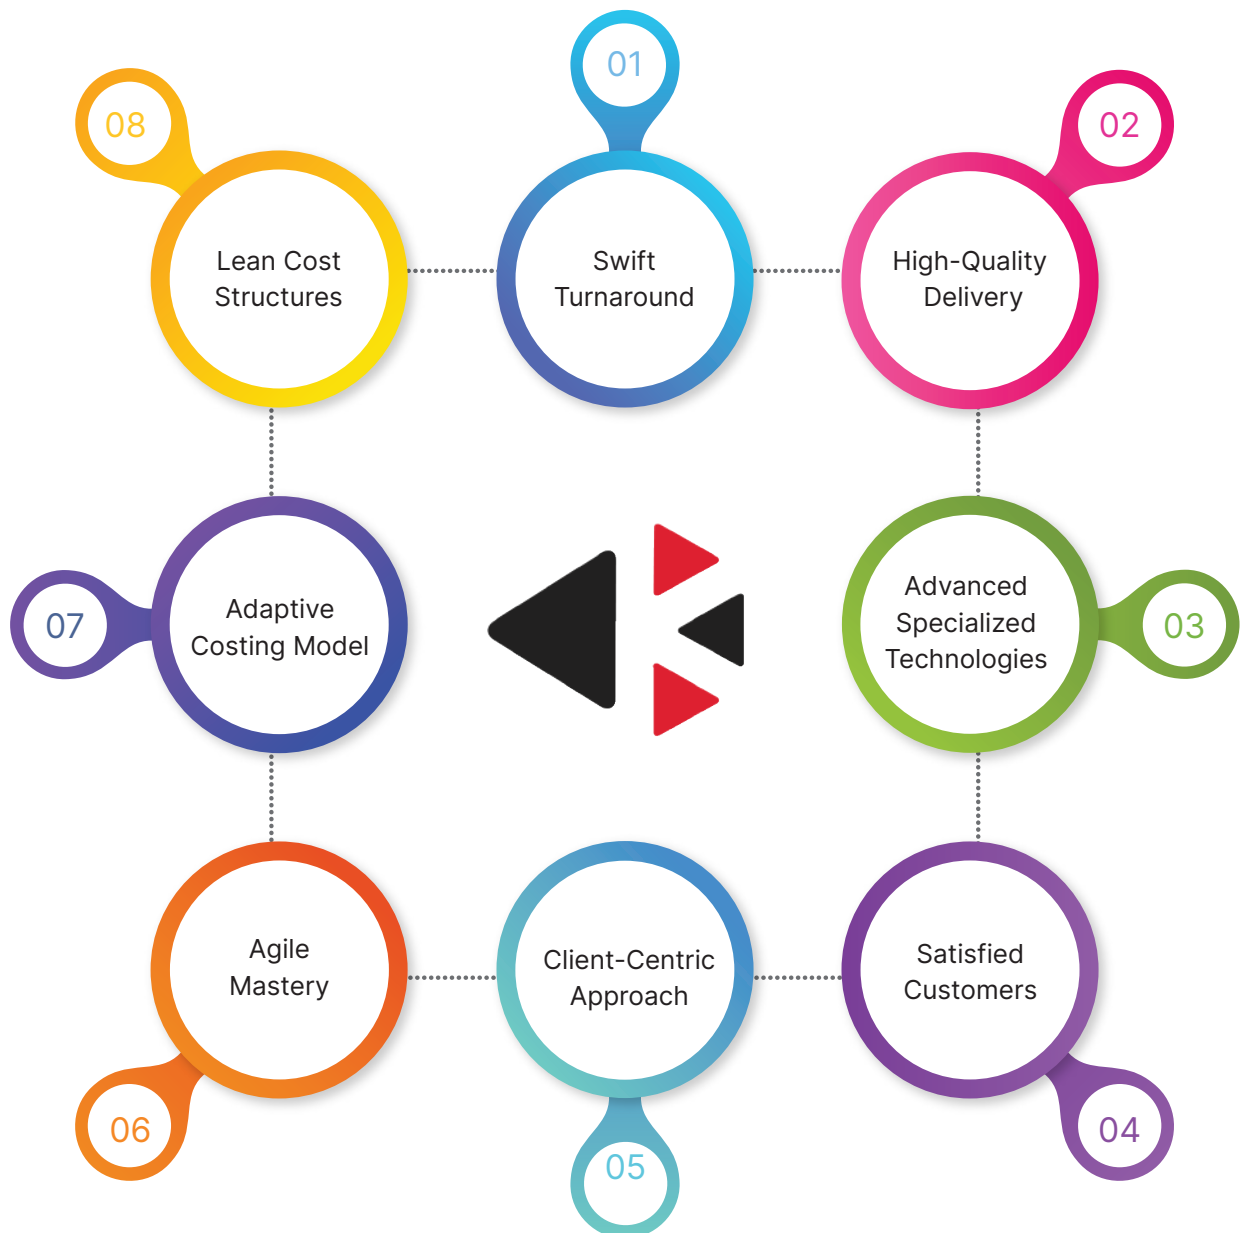 01
Swift
Turnaround
02
High-Quality
Delivery
03
Advanced
Specialized
Technologies
04
Satisfied
Customers
05
Client-Centric
Approach
06
Agile
Mastery
07
Adaptive
Costing Model
08
Lean Cost
Structures